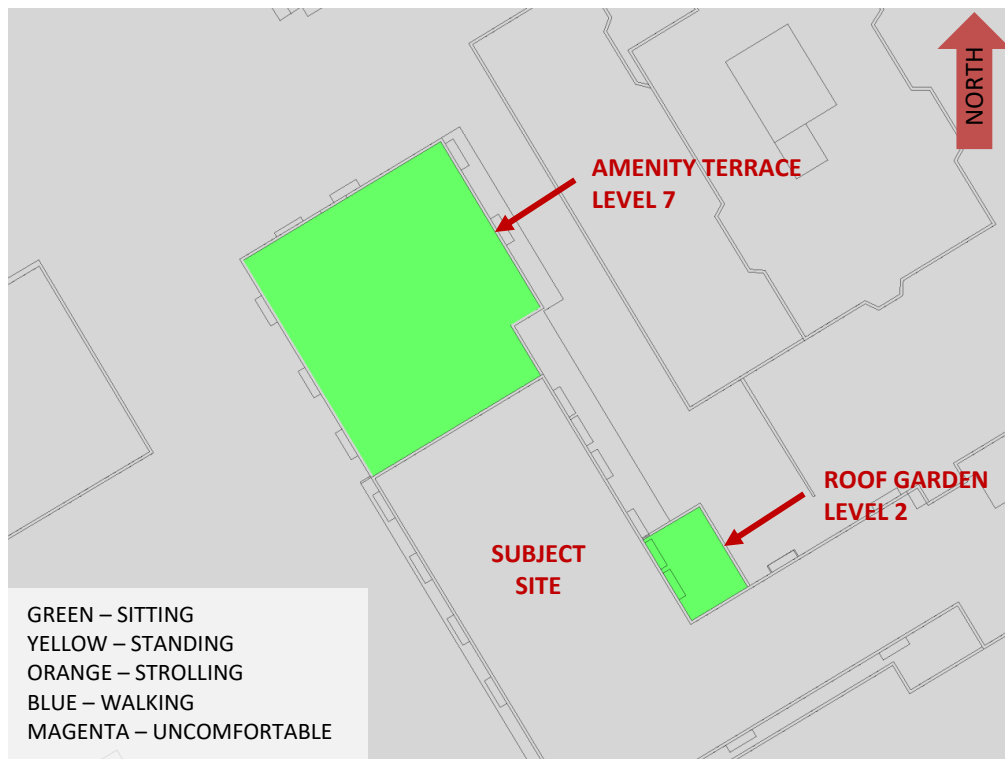 NORTH
AMENITY TERRACE
LEVEL 7
ROOF GARDEN
LEVEL 2
SUBJECT
SITE
GREEN – SITTING
YELLOW – STANDING
ORANGE – STROLLING
BLUE – WALKING
MAGENTA – UNCOMFORTABLE